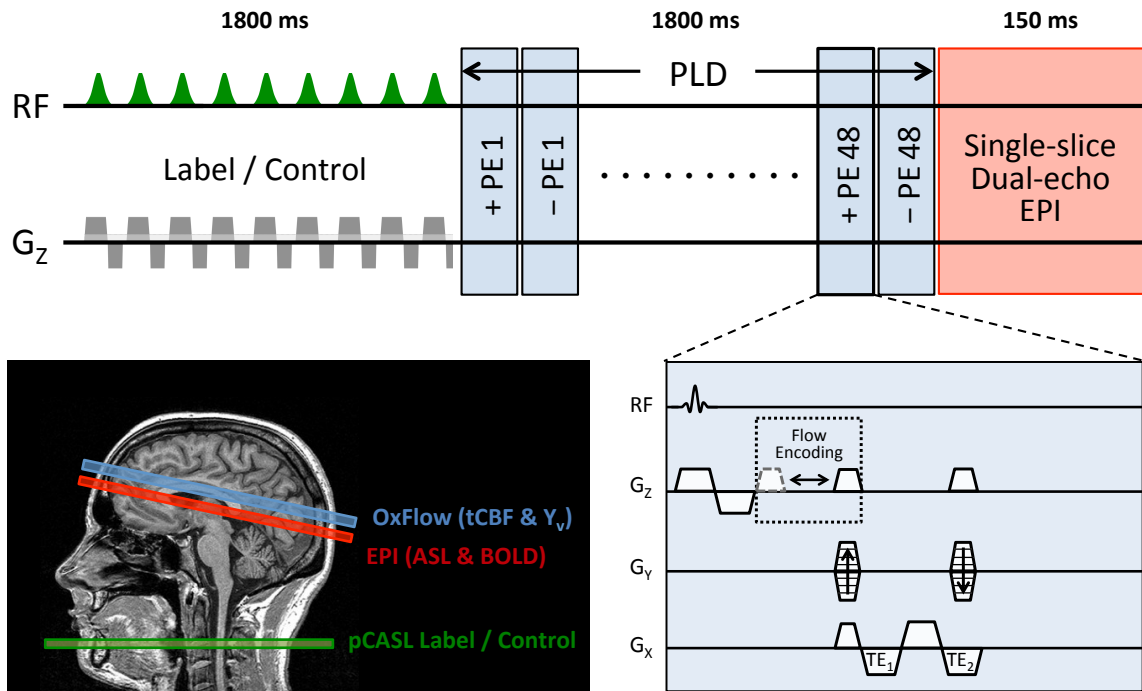 1800 ms
1800 ms
150 ms
PLD
RF
Label / Control
+ PE 1
– PE 1
. . . . . . . . . .
+ PE 48
– PE 48
Single-slice
Dual-echo
EPI
GZ
OxFlow (tCBF & Yv)
EPI (ASL & BOLD)
pCASL Label / Control
RF
Flow
Encoding
GZ
GY
GX
TE1
TE2